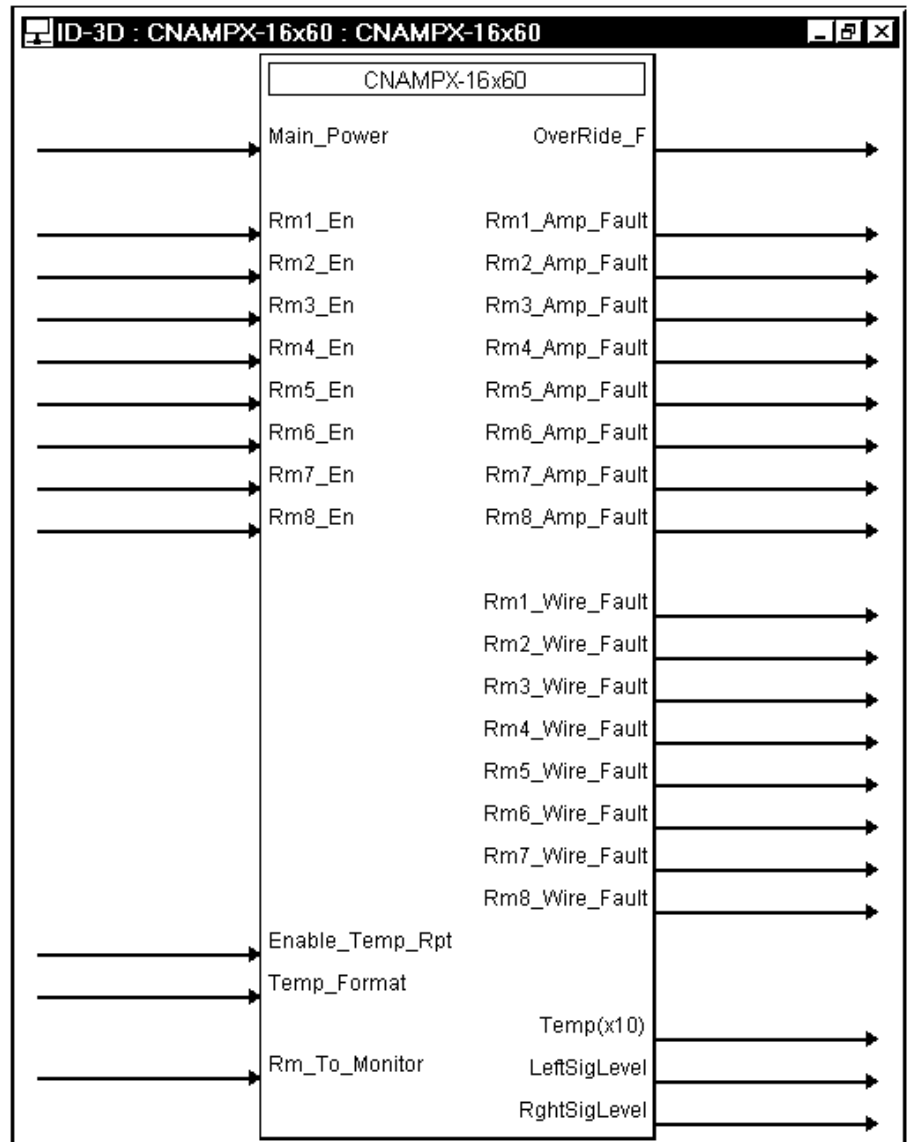 ID-3D : CNAMPX-16x60 : CNAMPX-16x60
CNAMPX-16x60
Main_Power OverRide_F
Rm1_En Rm1_Amp_Fault
Rm2_En Rm2_Amp_Fault
Rm3_En Rm3_Amp_Fault
Rm4_En Rm4_Amp_Fault
Rm5_En Rm5_Amp_Fault
Rm6_En Rm6_Amp_Fault
Rm7_En Rm7_Amp_Fault
Rm8_En Rm8_Amp_Fault
Rm1_Wire_Fault
Rm2_Wire_Fault
Rm3_Wire_Fault
Rm4_Wire_Fault
Rm5_Wire_Fault
Rm6_Wire_Fault
Rm7_Wire_Fault
Rm8_Wire_Fault
Enable_Temp_Rpt
Temp_Format
Temp(x10)
Rm_To_Monitor LeftSigLevel
RghtSigLevel